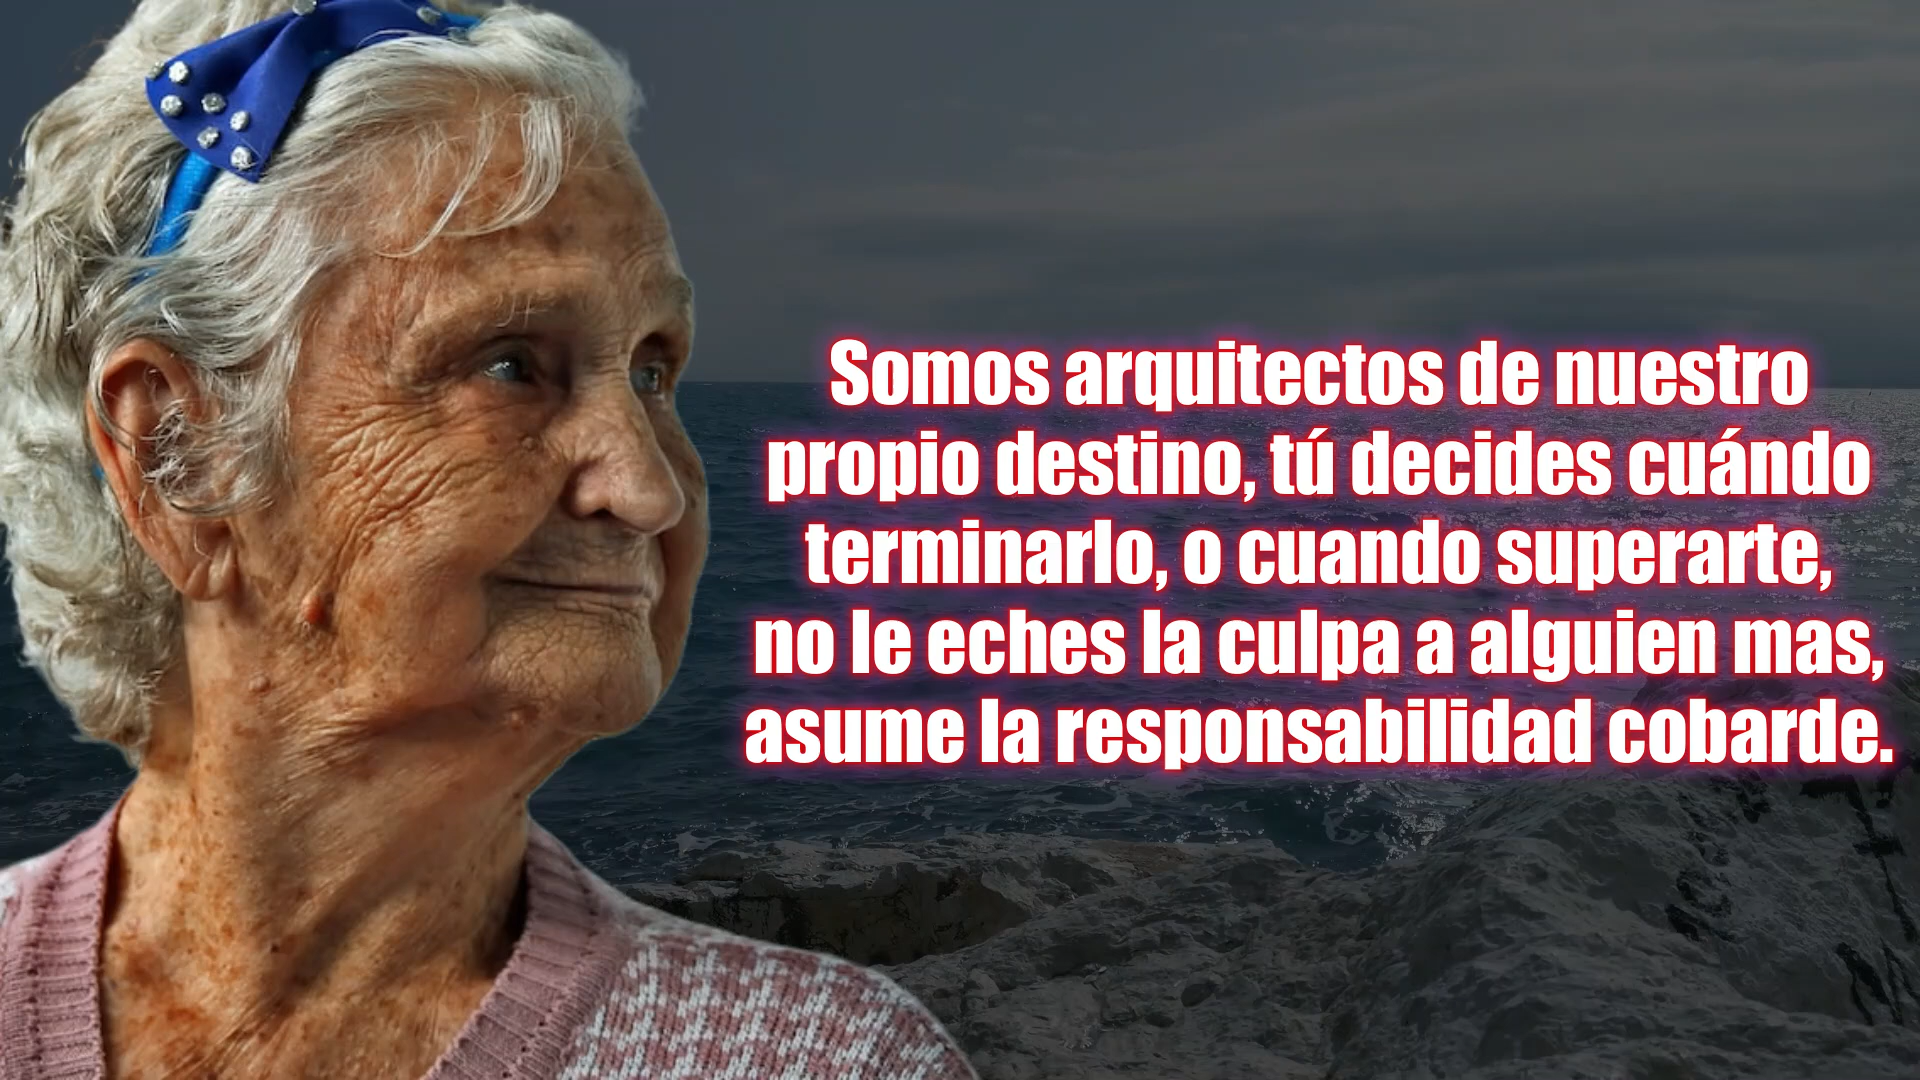 Somos arquitectos de nuestro
propio destino, tú decides cuándo
terminarlo, o cuando superarte,
no le eches la culpa a alguien mas,
asume la responsabilidad cobarde.